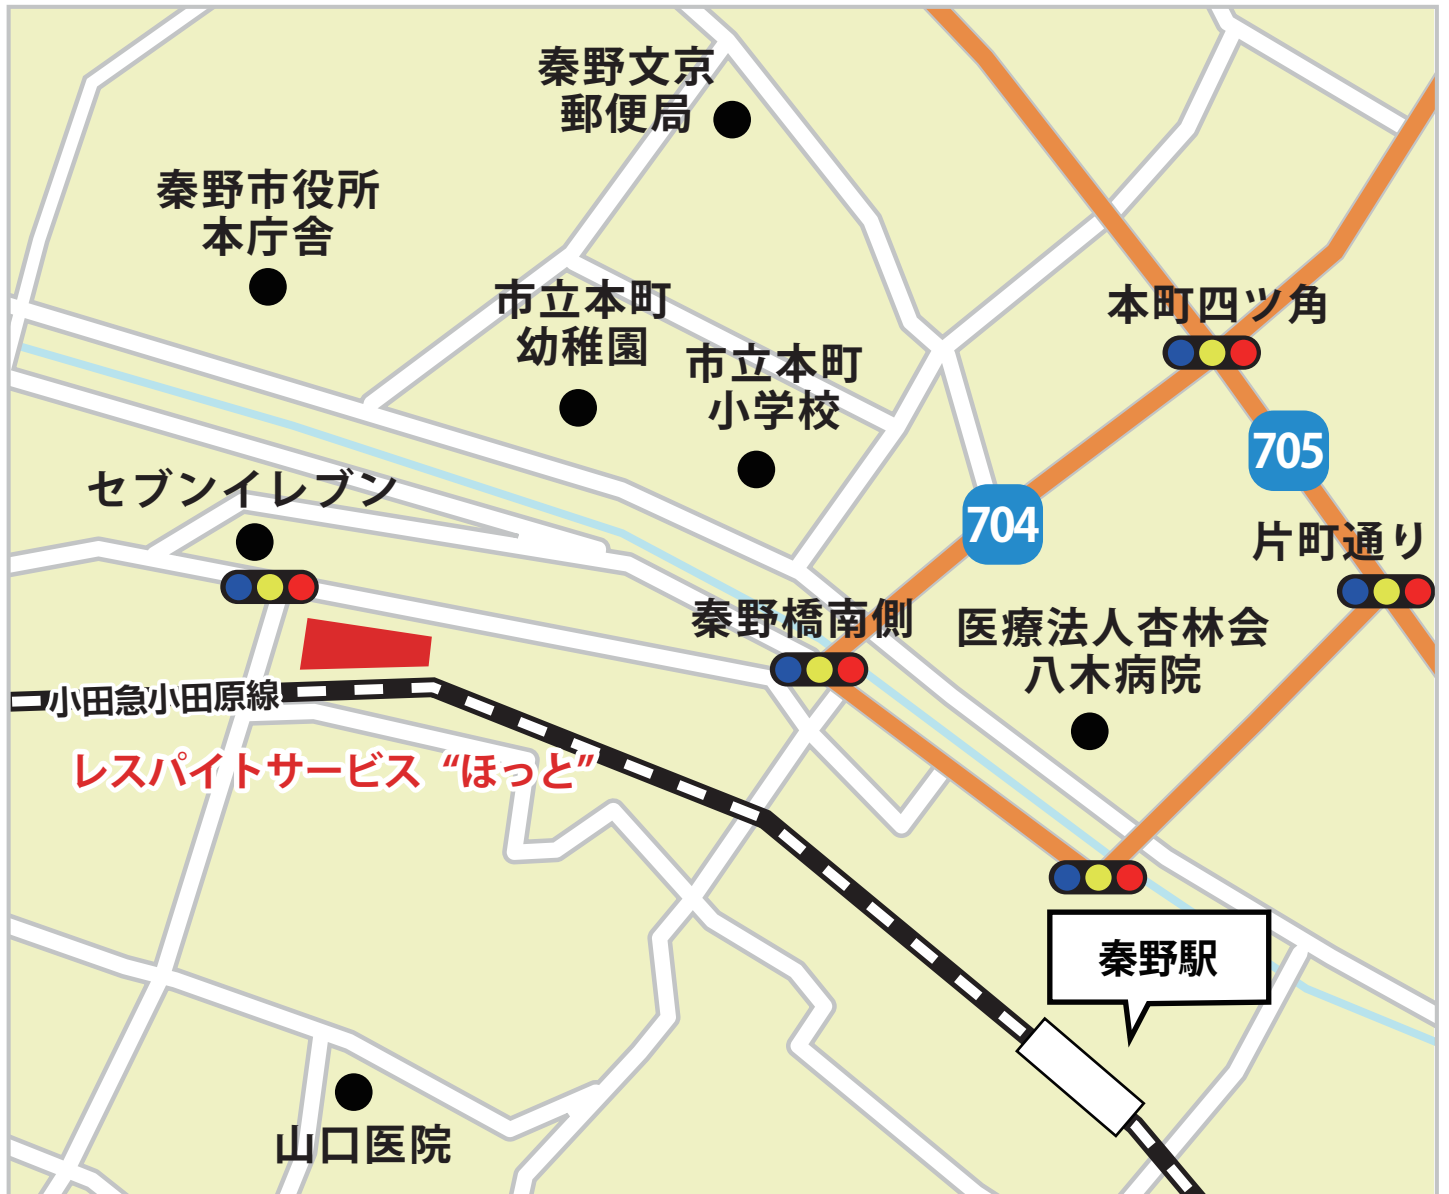 秦野文京
郵便局
秦野市役所
本庁舎
市立本町
幼稚園
市立本町
小学校
本町四ツ角
705
704
セブンイレブン
片町通り
秦野橋南側
医療法人杏林会
八木病院
小田急小田原線
レスパイトサービス “ほっと”
秦野駅
山口医院